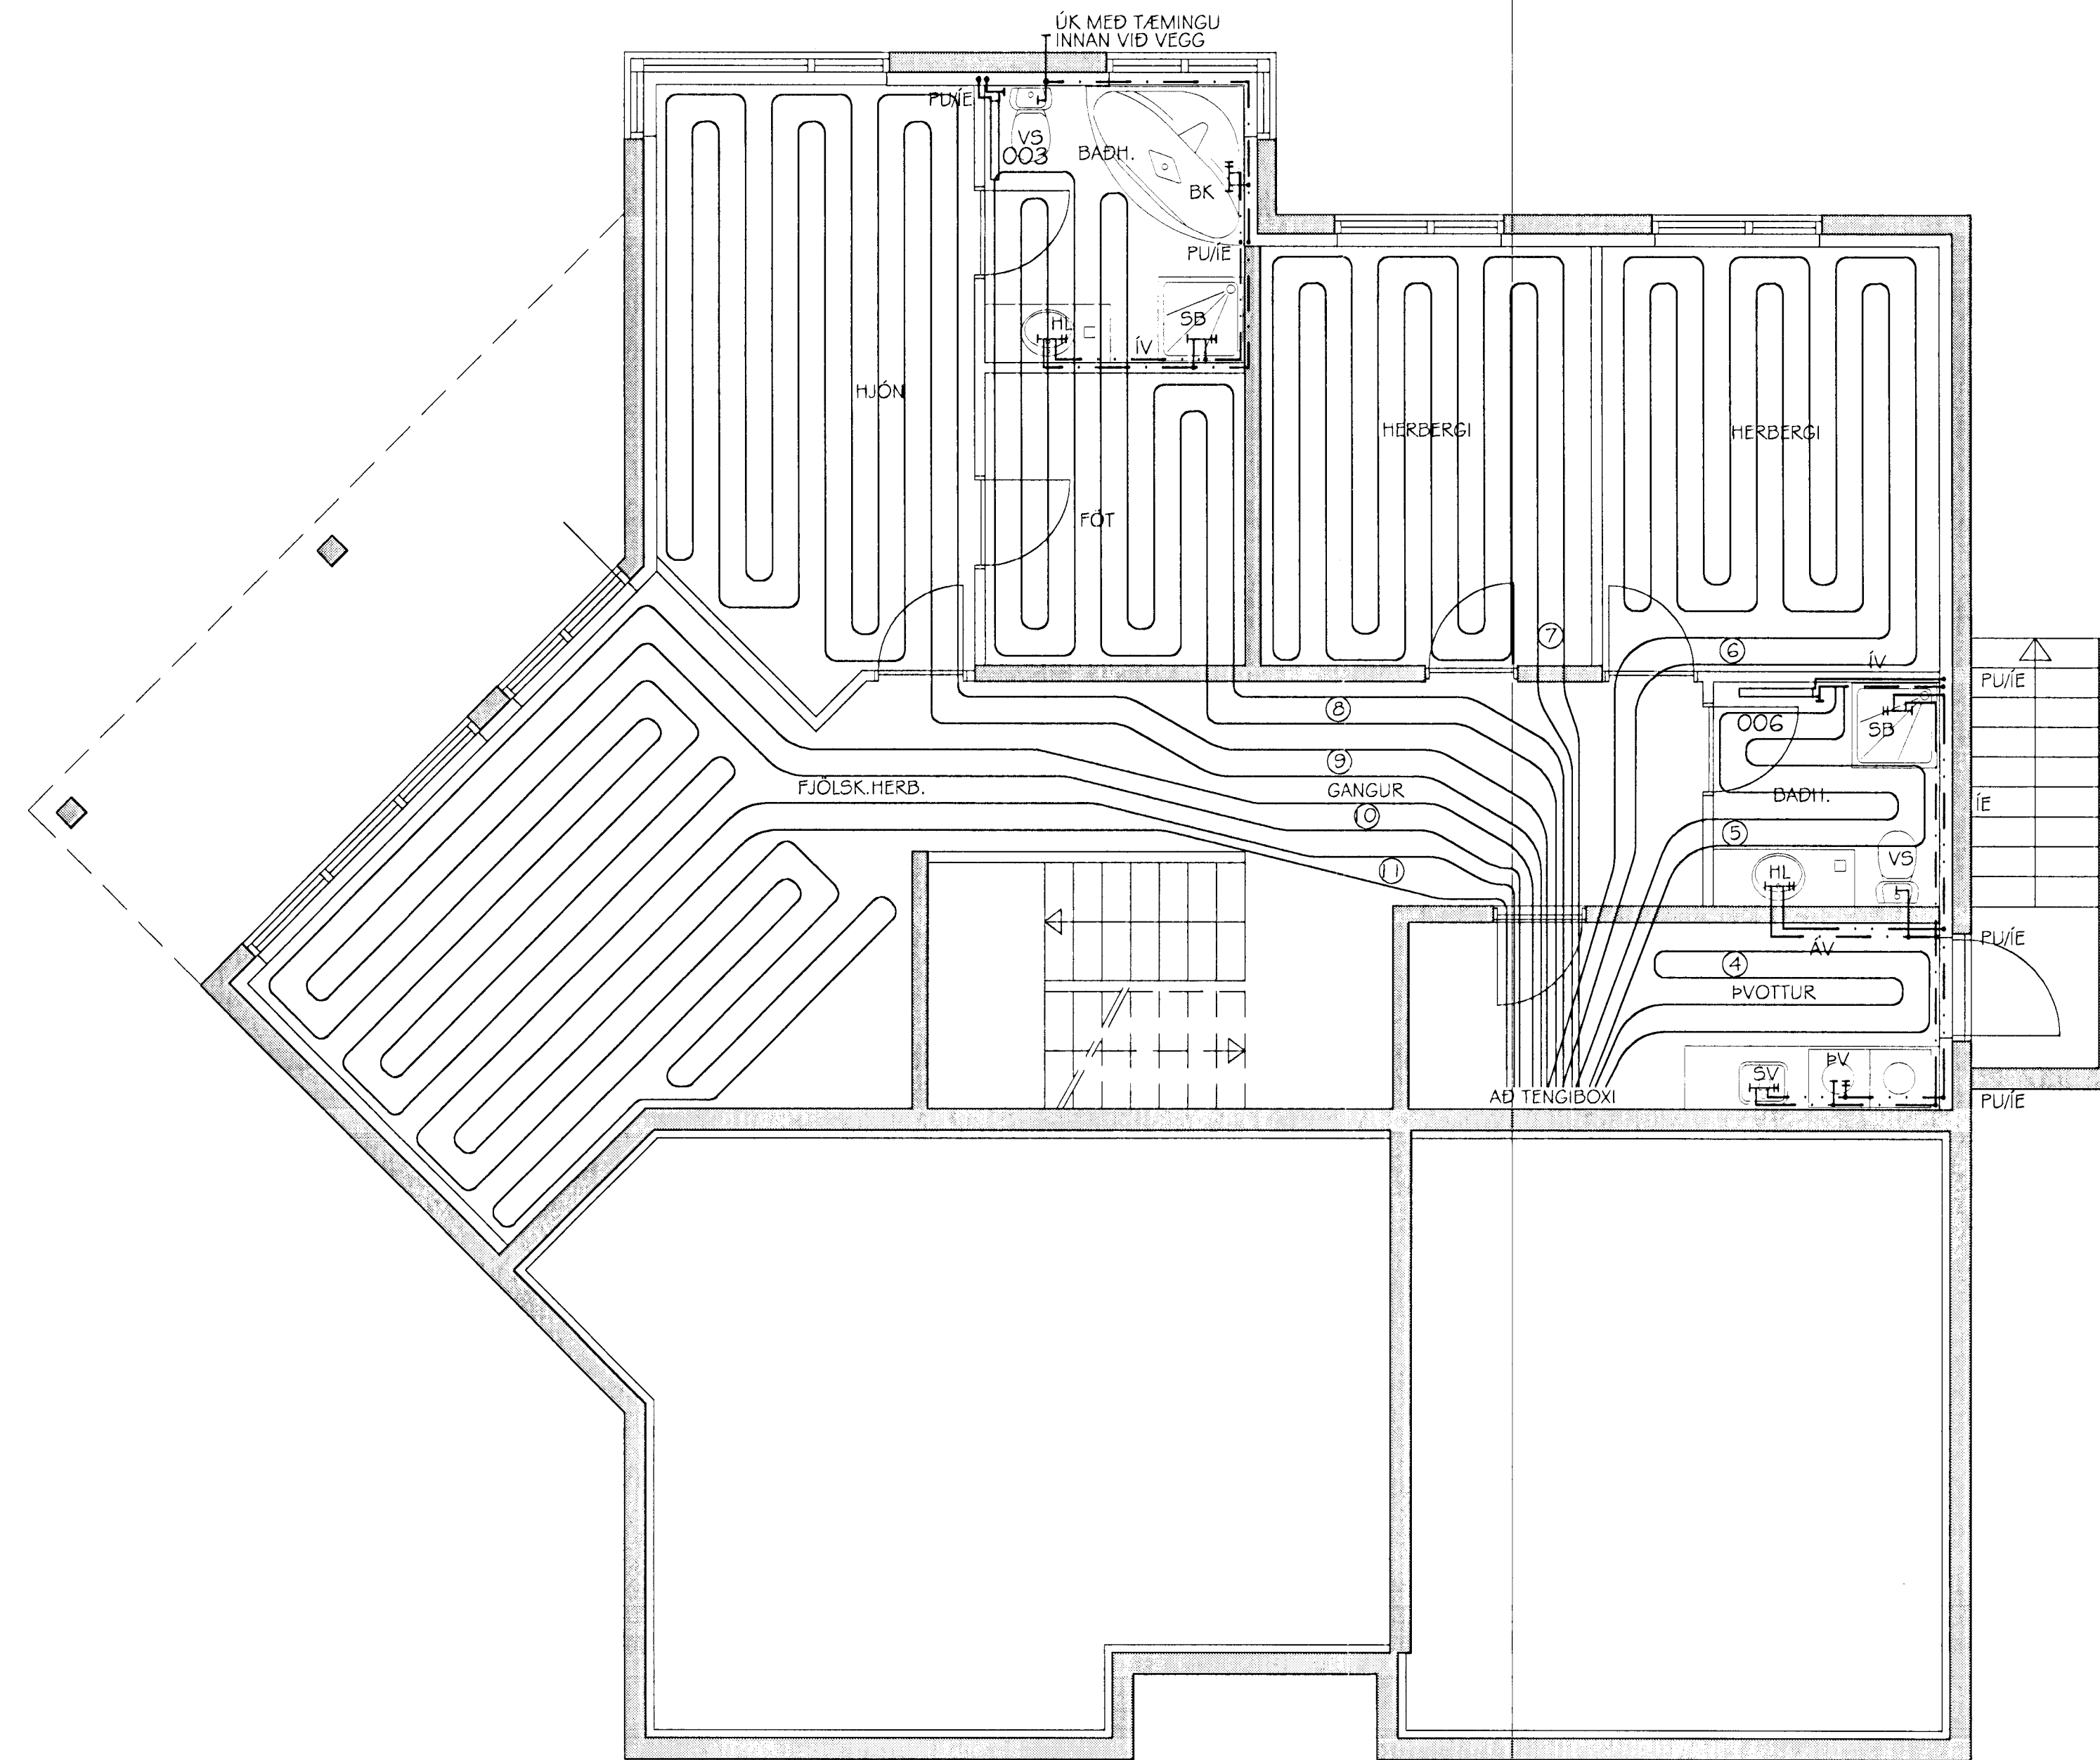 ÚK MEÐ TÆMINGU
INNAN VIÐ VEGG
PU/ÍE
VS
003
BAÐH.
BK
PU/ÍE
HL
SB
ÍV
HJÓN
FÖT
HERBERGI
HERBERGI
7
6
ÍV
PU/ÍE
8
006
SB
9
GANGUR
FJÖLSK.HERB.
10
BAÐH.
ÍE
5
VS
11
HL
ÁV
PU/ÍE
4
ÞVOTTUR
SV
ÞV
AÐ TENGIBOXI
PU/ÍE